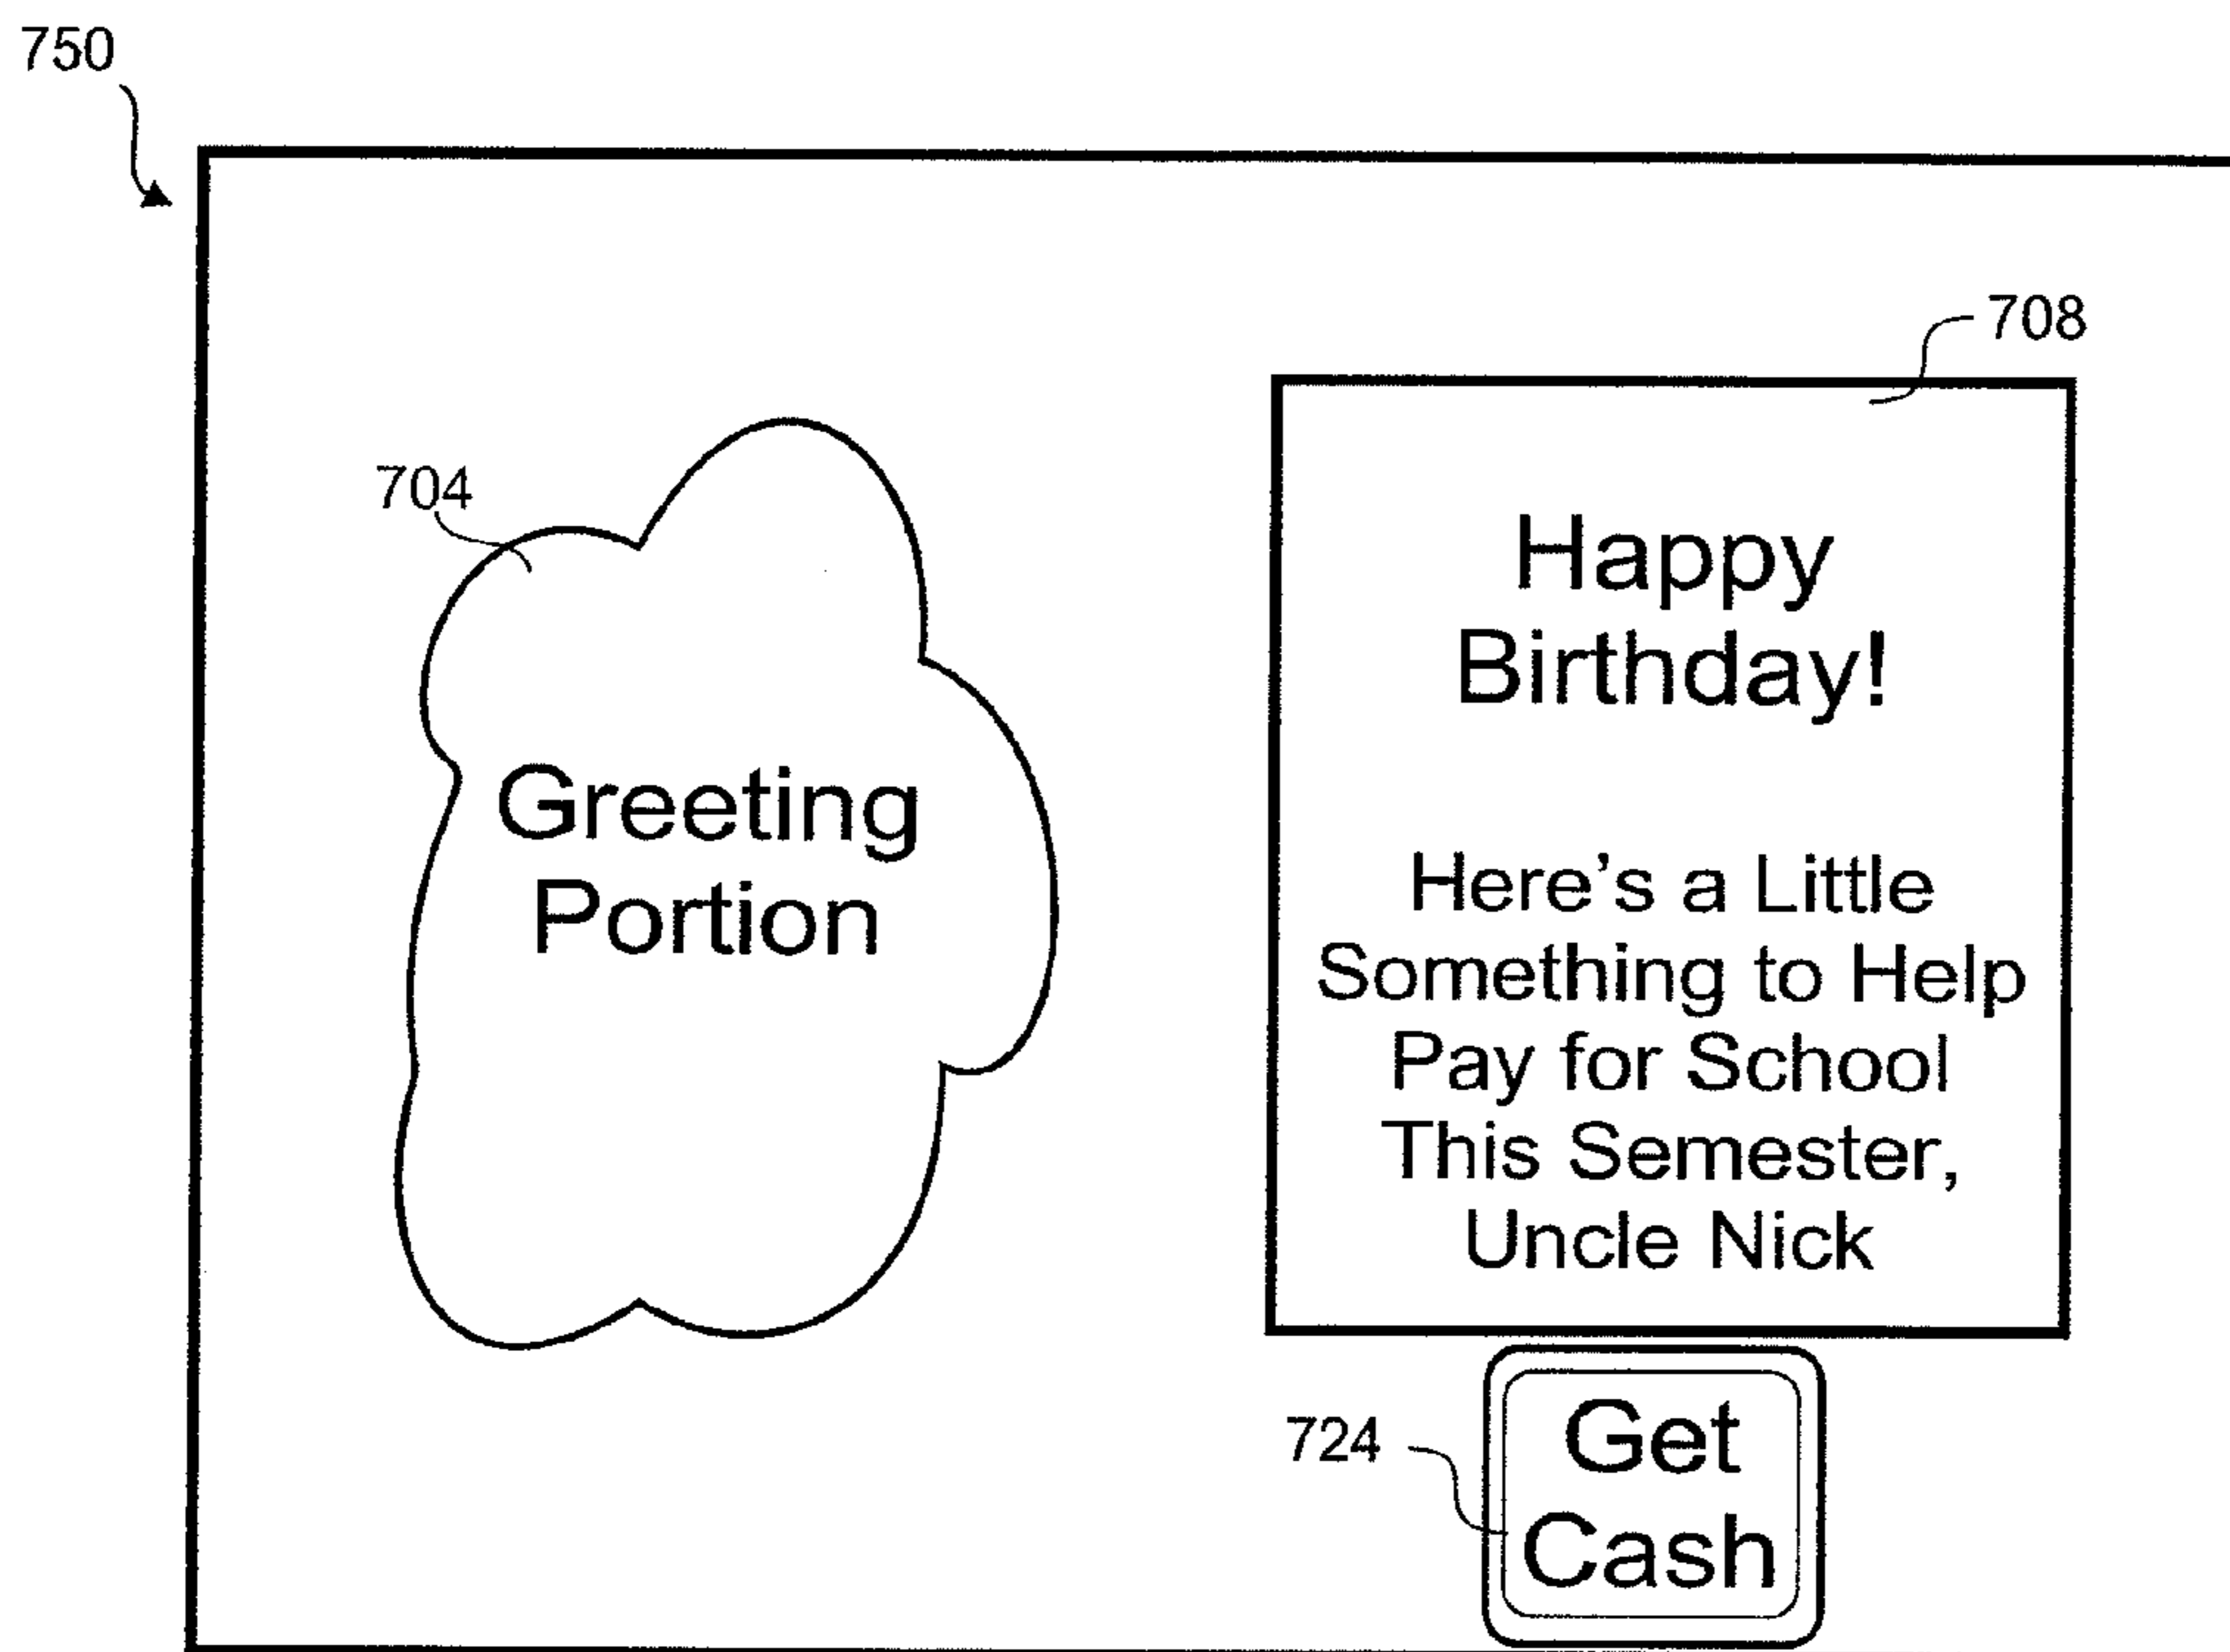 750
708
704
Greeting
Portion
Happy
Birthday!
Here's a Little
Something to Help
Pay for School
This Semester,
Uncle Nick
724
Get
Cash